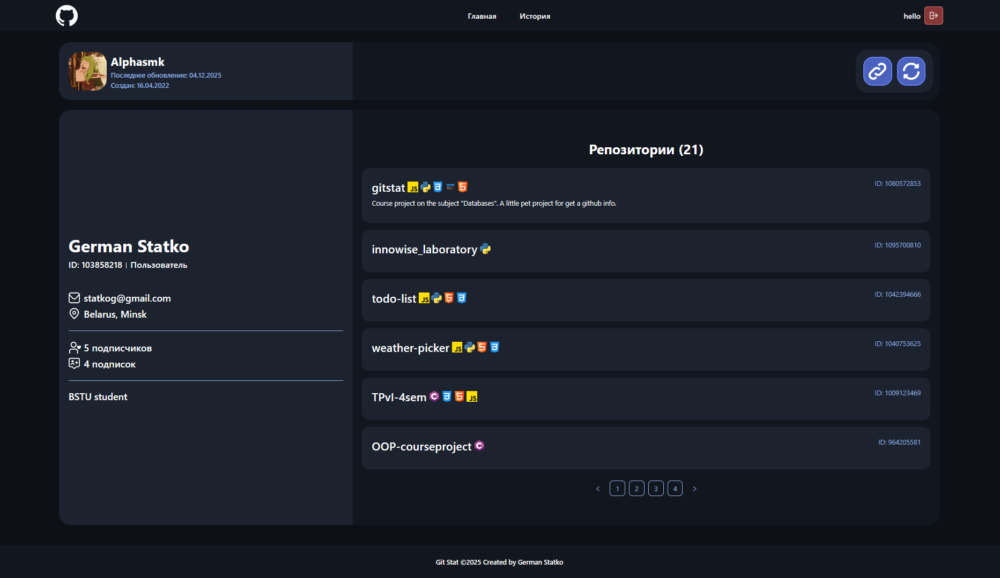 Главная
История
hello
Alphasmk
Последнее обновление: 04.12.2025
Создан: 16.04.2022
German Statko
ID: 103858218 | Пользователь
statkog@gmail.com
Belarus, Minsk
5 подписчиков
4 подписок
BSTU student
Репозитории (21)
gitstat JS
ID: 1080572853
Course project on the subject "Databases". A little pet project for get a github info.
innowise_laboratory
ID: 1095700810
todo-list JS
ID: 1042394666
weather-picker JS
ID: 1040753625
TPvI-4sem JS
ID: 1009123469
OOP-courseproject
ID: 964205581
< 1 2 3 4 >
Git Stat ©2025 Created by German Statko